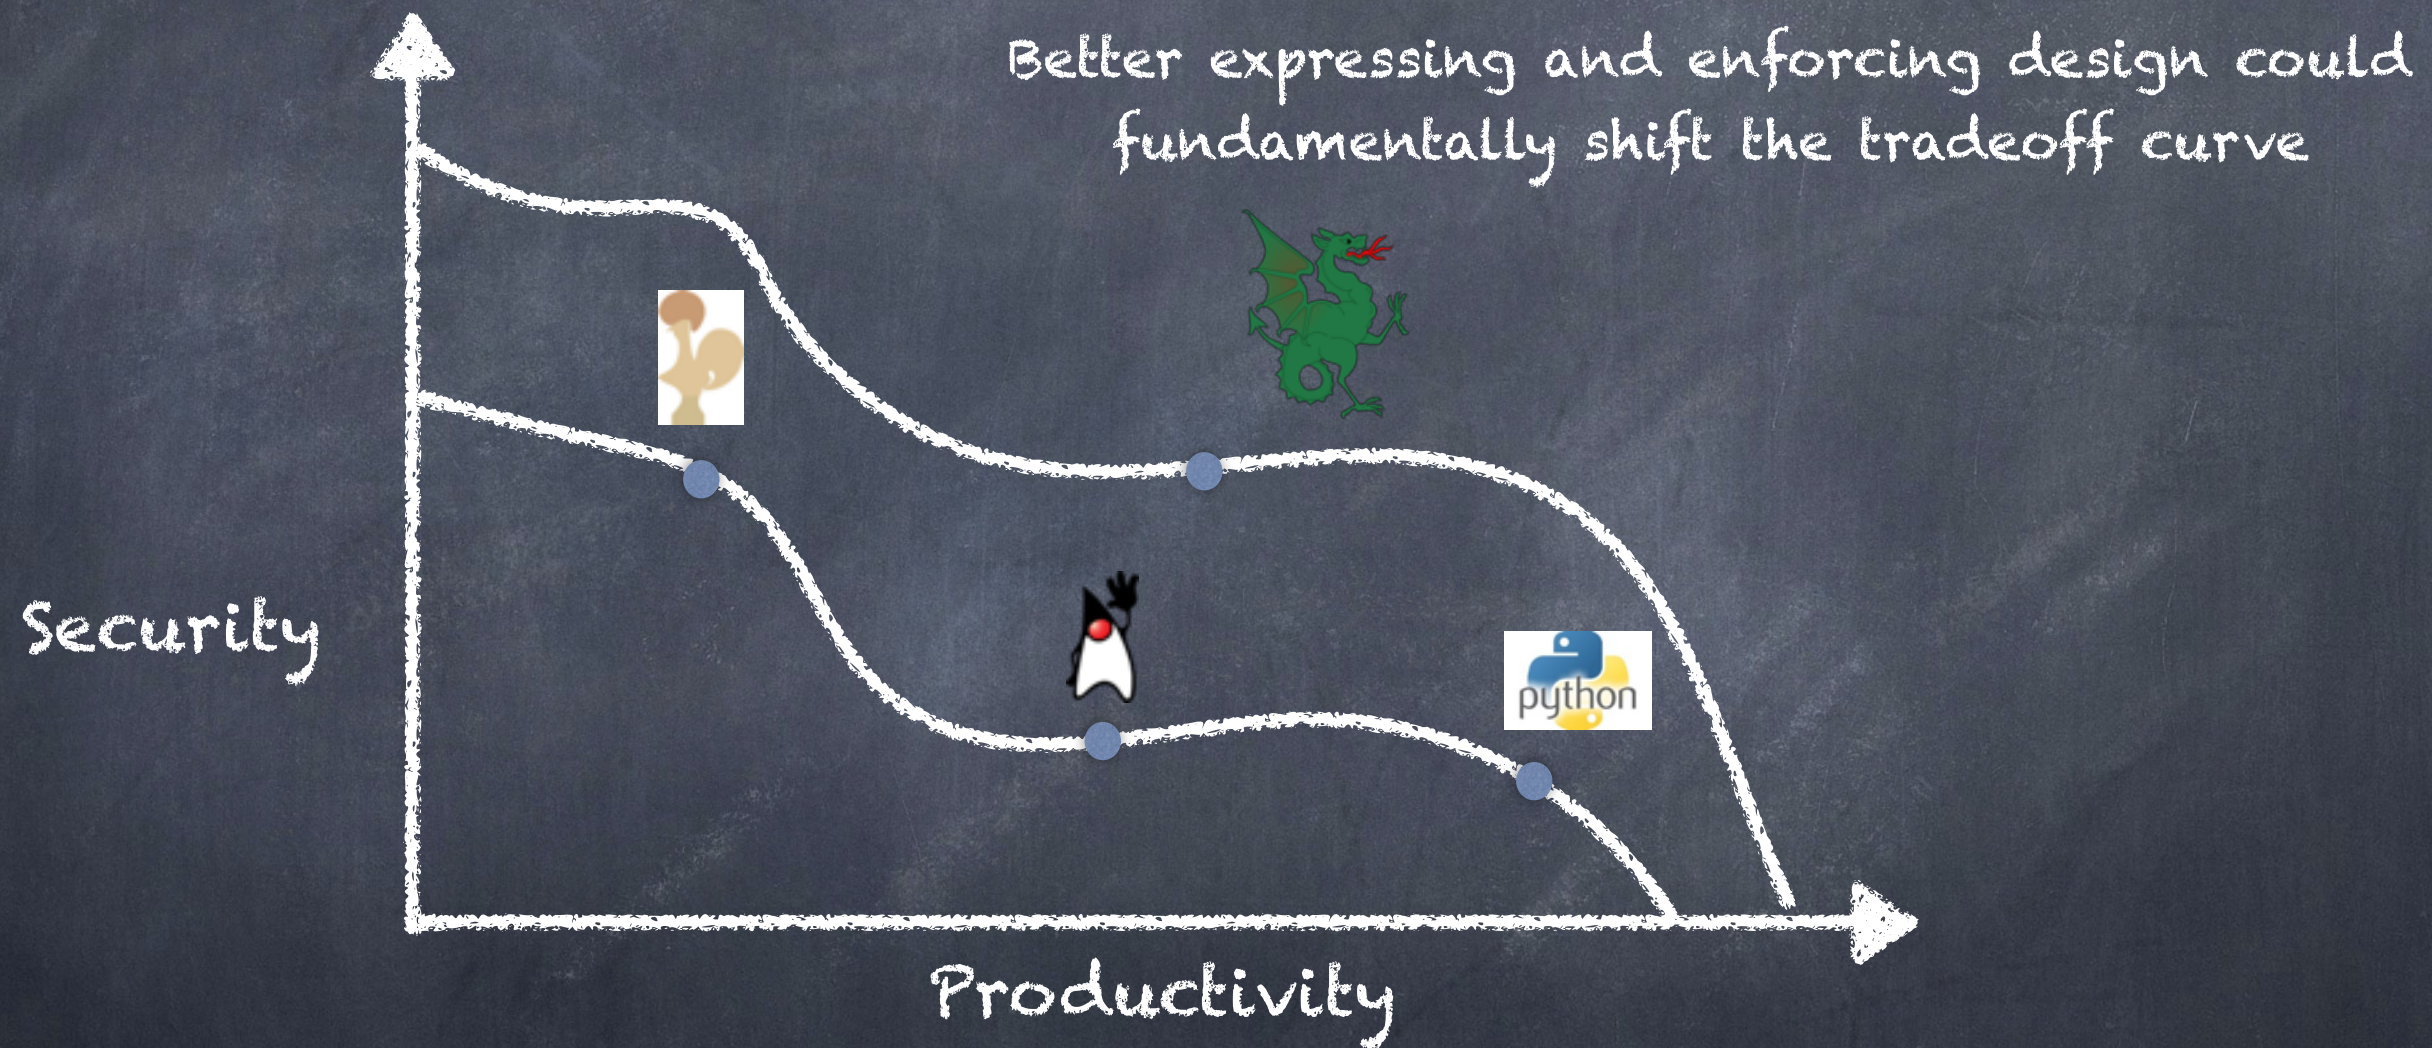 Better expressing and enforcing design could
fundamentally shift the tradeoff curve
Security
python
Productivity